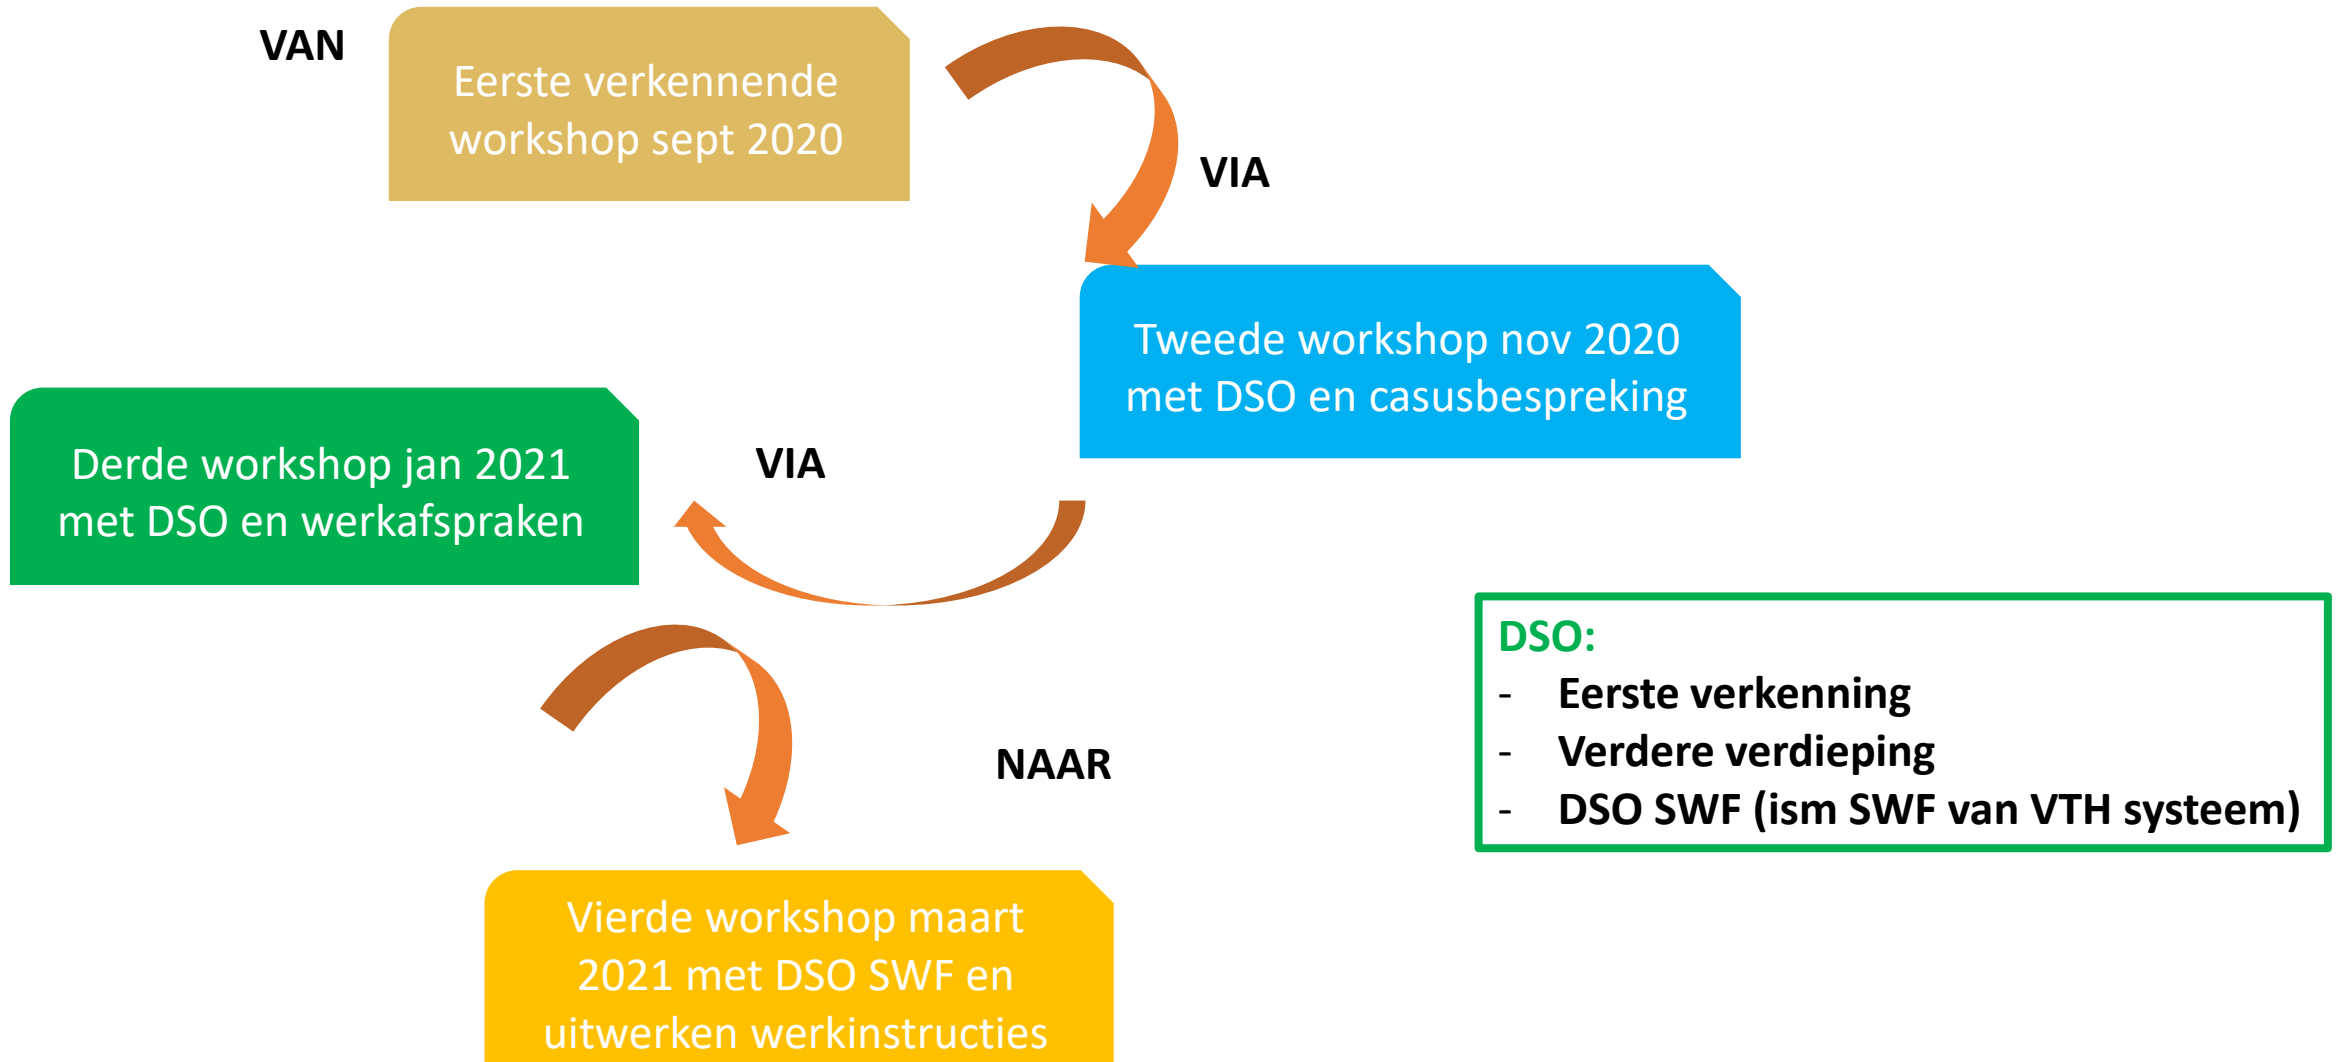 VAN
Eerste verkennende
workshop sept 2020
VIA
Tweede workshop nov 2020
met DSO en casusbespreking
VIA
Derde workshop jan 2021
met DSO en werkafspraken
NAAR
Vierde workshop maart
2021 met DSO SWF en
uitwerken werkinstructies
DSO:
- Eerste verkenning
- Verdere verdieping
- DSO SWF (ism SWF van VTH systeem)